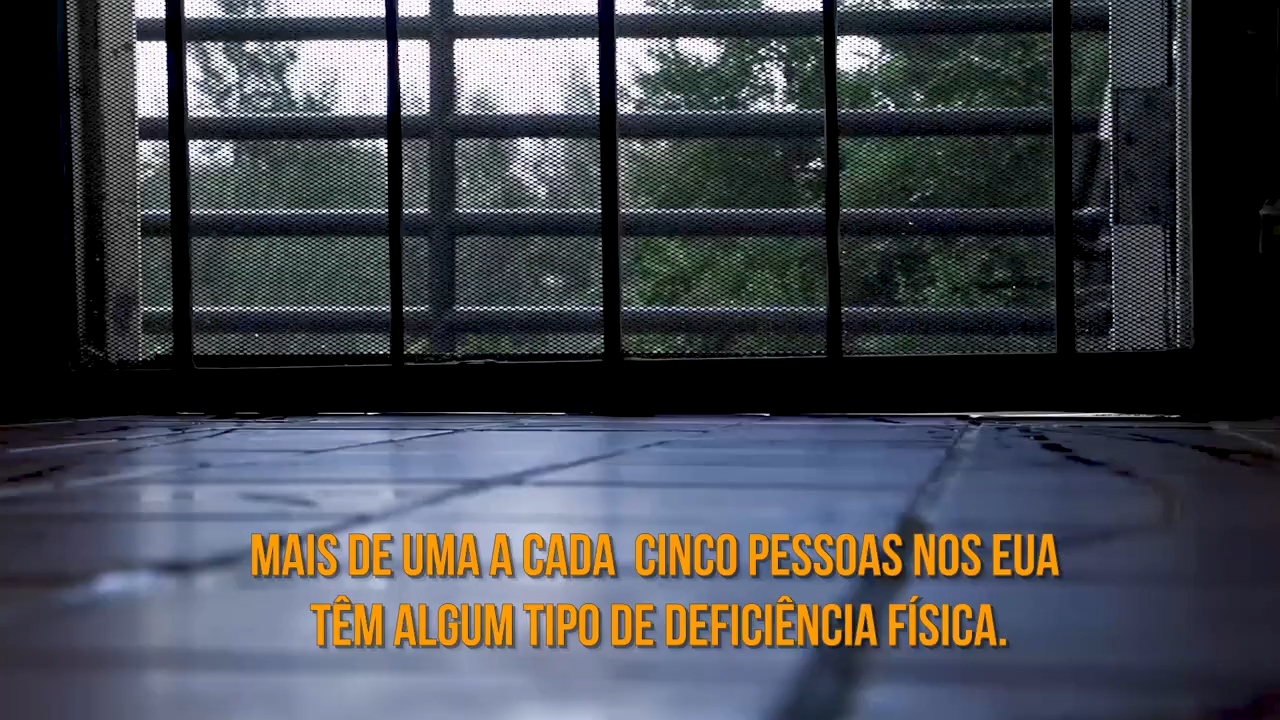 MAIS DE UMA A CADA CINCO PESSOAS NOS EUA
TÊM ALGUM TIPO DE DEFICIÊNCIA FÍSICA.